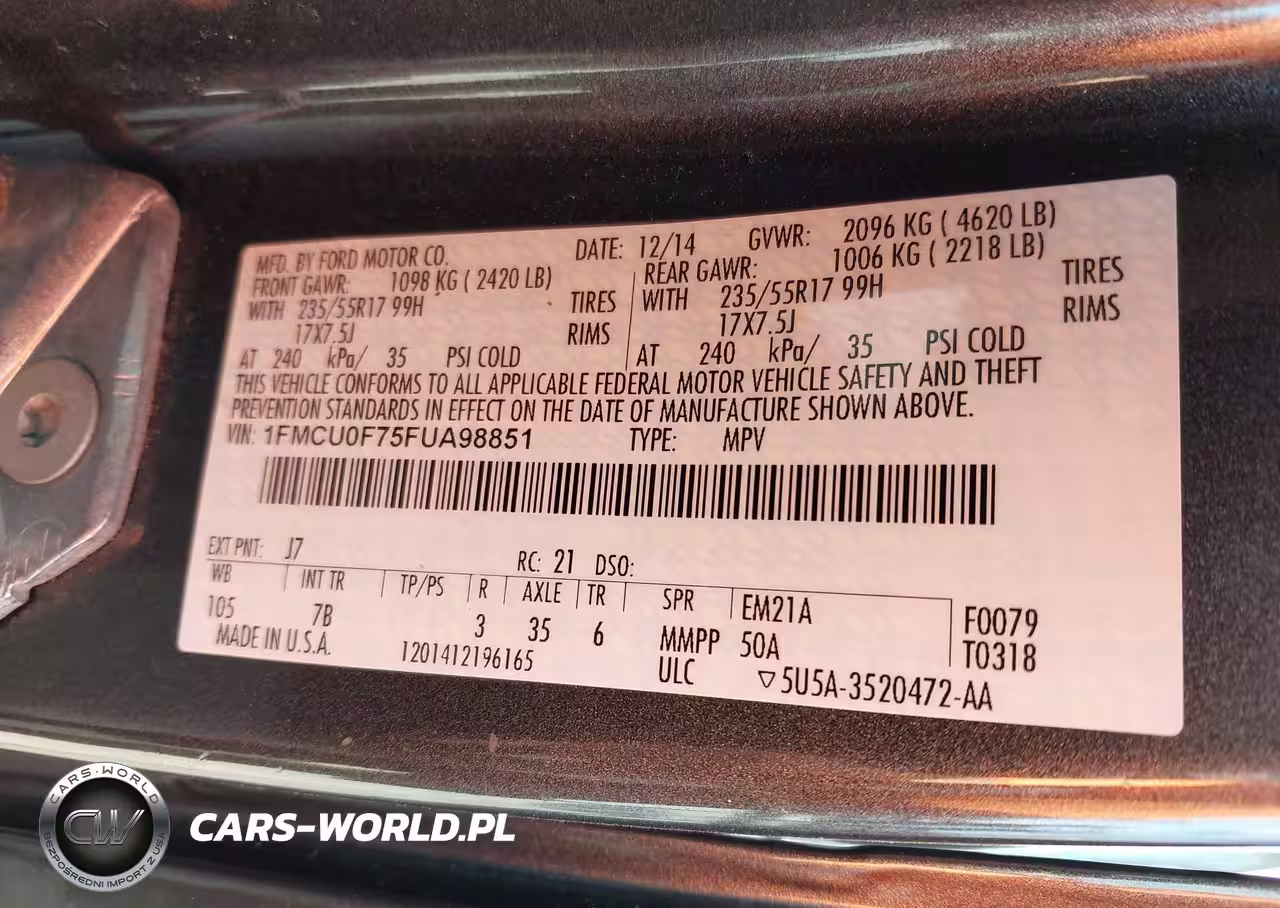 MFD. BY FORD MOTOR CO. DATE: 12/14 GVWR: 2096 KG ( 4620 LB)
FRONT GAWR: 1098 KG ( 2420 LB) REAR GAWR: 1006 KG ( 2218 LB)
WITH 235/55R17 99H TIRES WITH 235/55R17 99H TIRES
17X7.5J RIMS 17X7.5J RIMS
AT 240 kPa/ 35 PSI COLD AT 240 kPa/ 35 PSI COLD
THIS VEHICLE CONFORMS TO ALL APPLICABLE FEDERAL MOTOR VEHICLE SAFETY AND THEFT
PREVENTION STANDARDS IN EFFECT ON THE DATE OF MANUFACTURE SHOWN ABOVE.
VIN: 1FMCU0F75FUA98851 TYPE: MPV
EXT PNT: J7 RC: 21 DSO:
WB INT TR TP/PS R AXLE TR SPR EM21A F0079
105 7B 3 35 6 MMPP 50A T0318
MADE IN U.S.A. 1201412196165 ULC ▽5U5A-3520472-AA
CARS-WORLD
CW
BEZPOŚREDNI IMPORT Z USA
CARS-WORLD.PL